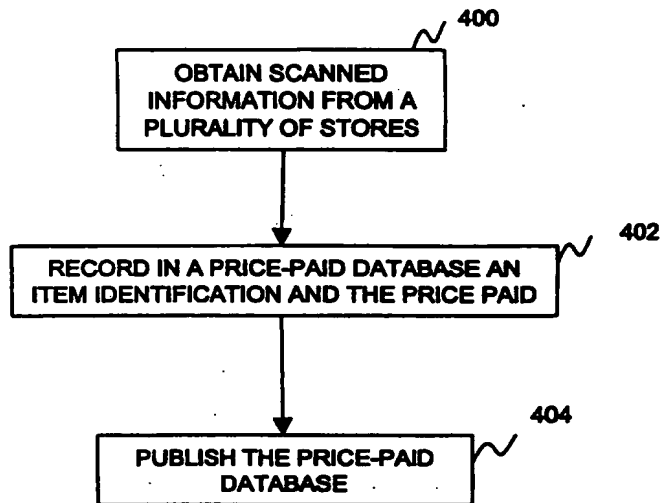 400
OBTAIN SCANNED
INFORMATION FROM A
PLURALITY OF STORES
402
RECORD IN A PRICE-PAID DATABASE AN
ITEM IDENTIFICATION AND THE PRICE PAID
404
PUBLISH THE PRICE-PAID
DATABASE